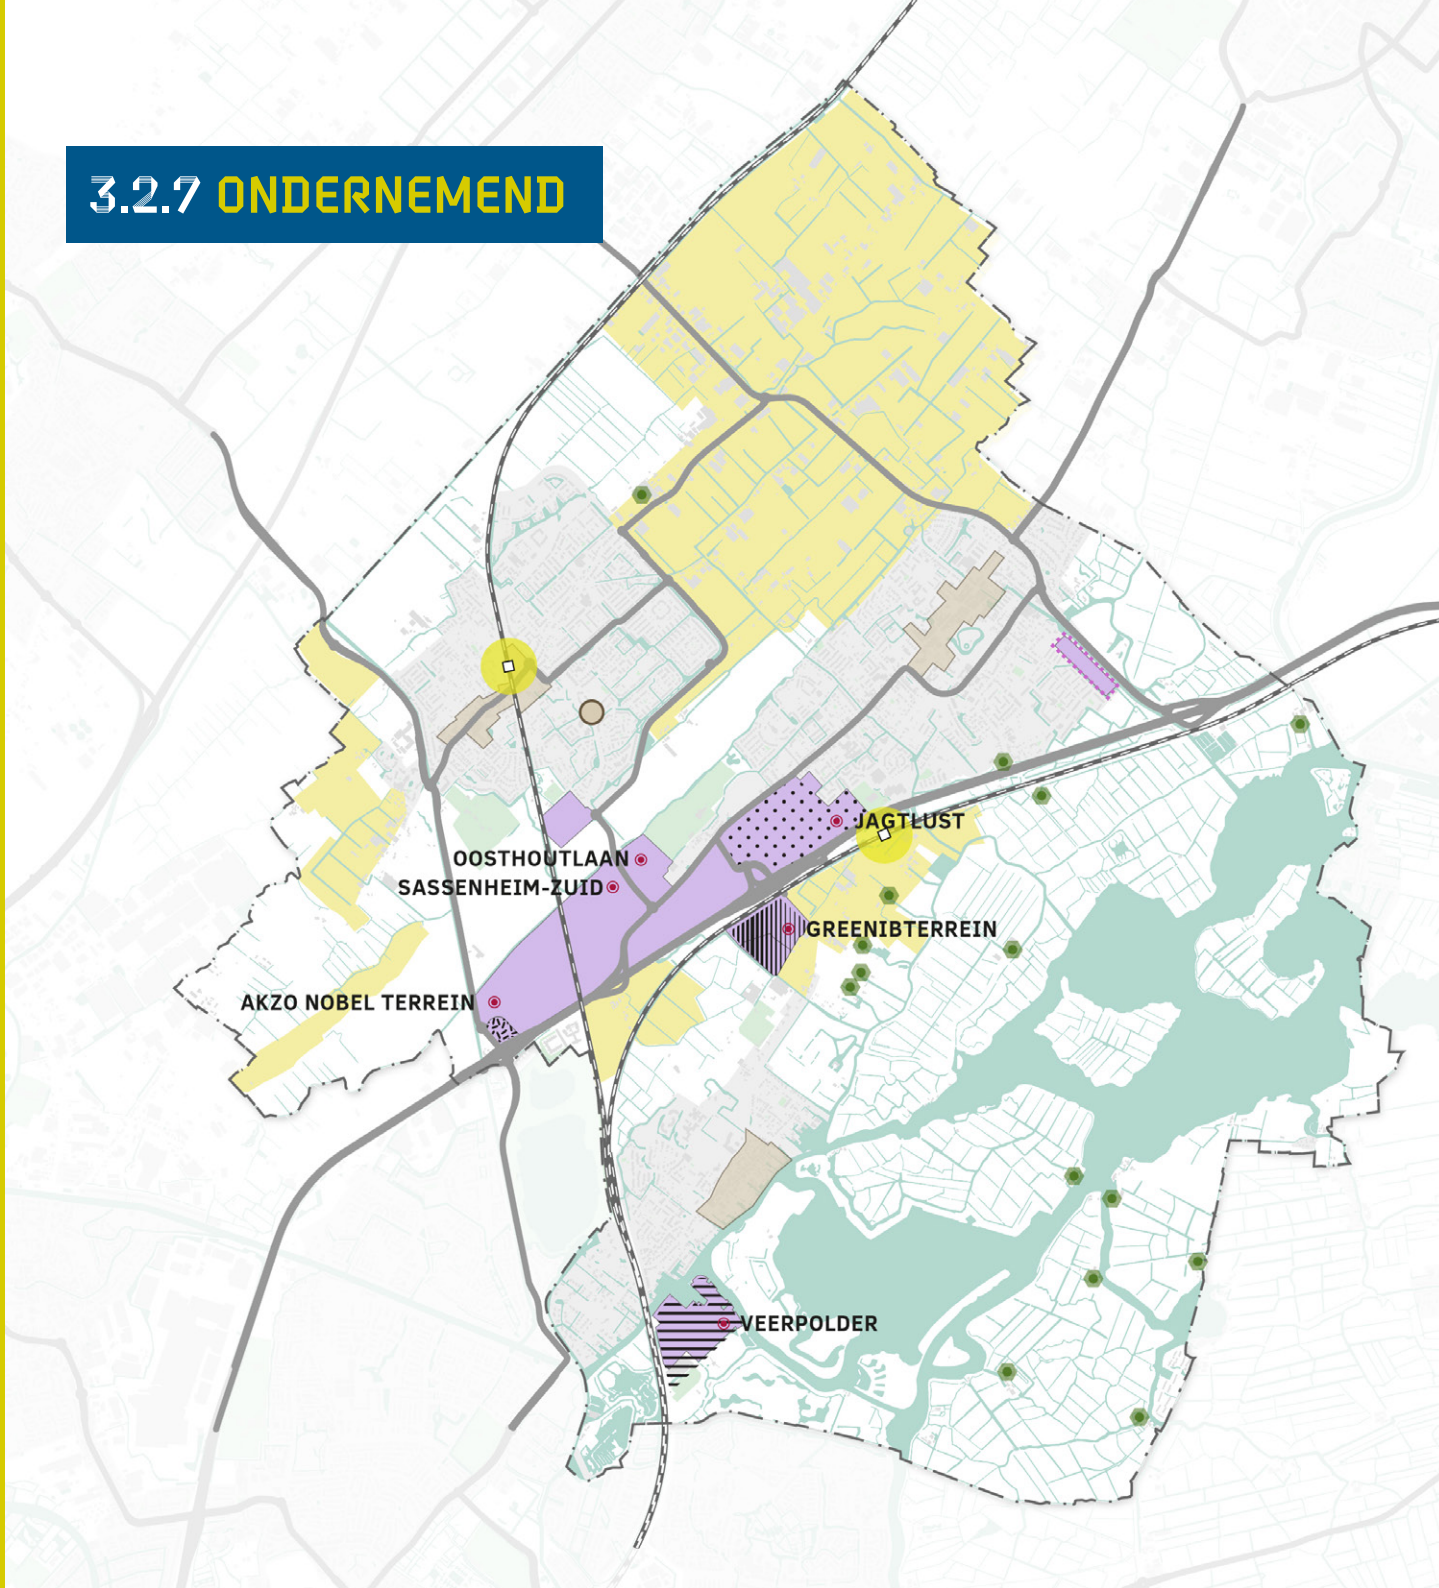 3.2.7 ONDERNEMEND
JAGTLUST
OOSTHOUTLAAN
SASSENHEIM-ZUID
GREENIBTERREIN
AKZO NOBEL TERREIN
VEERPOLDER